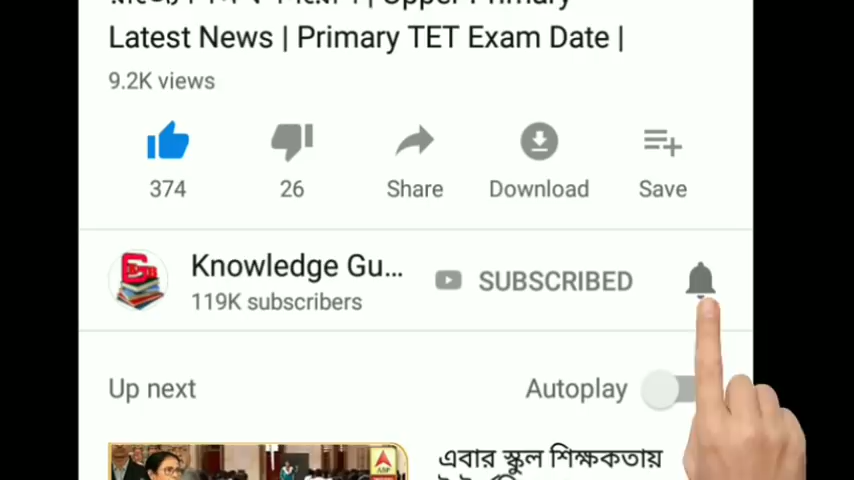 Latest News | Primary TET Exam Date |
9.2K views
374
26
Share
Download
Save
Knowledge Gu...
119K subscribers
SUBSCRIBED
Up next
Autoplay
এবার স্কুল শিক্ষকতায়